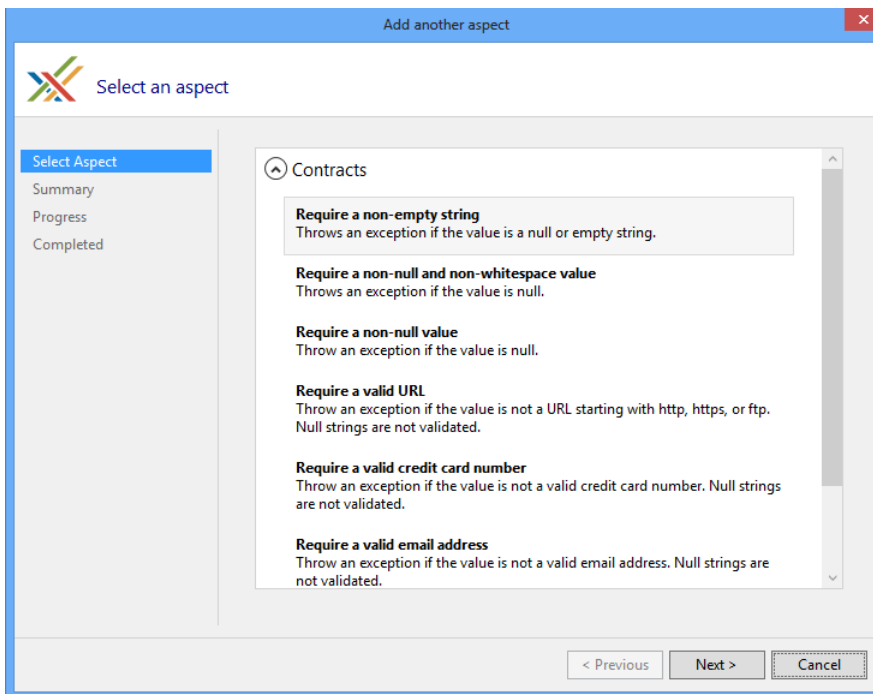 Add another aspect
Select an aspect
Select Aspect
Summary
Progress
Completed
Contracts
Require a non-empty string
Throws an exception if the value is a null or empty string.
Require a non-null and non-whitespace value
Throws an exception if the value is null.
Require a non-null value
Throw an exception if the value is null.
Require a valid URL
Throw an exception if the value is not a URL starting with http, https, or ftp.
Null strings are not validated.
Require a valid credit card number
Throw an exception if the value is not a valid credit card number. Null strings
are not validated.
Require a valid email address
Throw an exception if the value is not a valid email address. Null strings are
not validated.
< Previous
Next >
Cancel